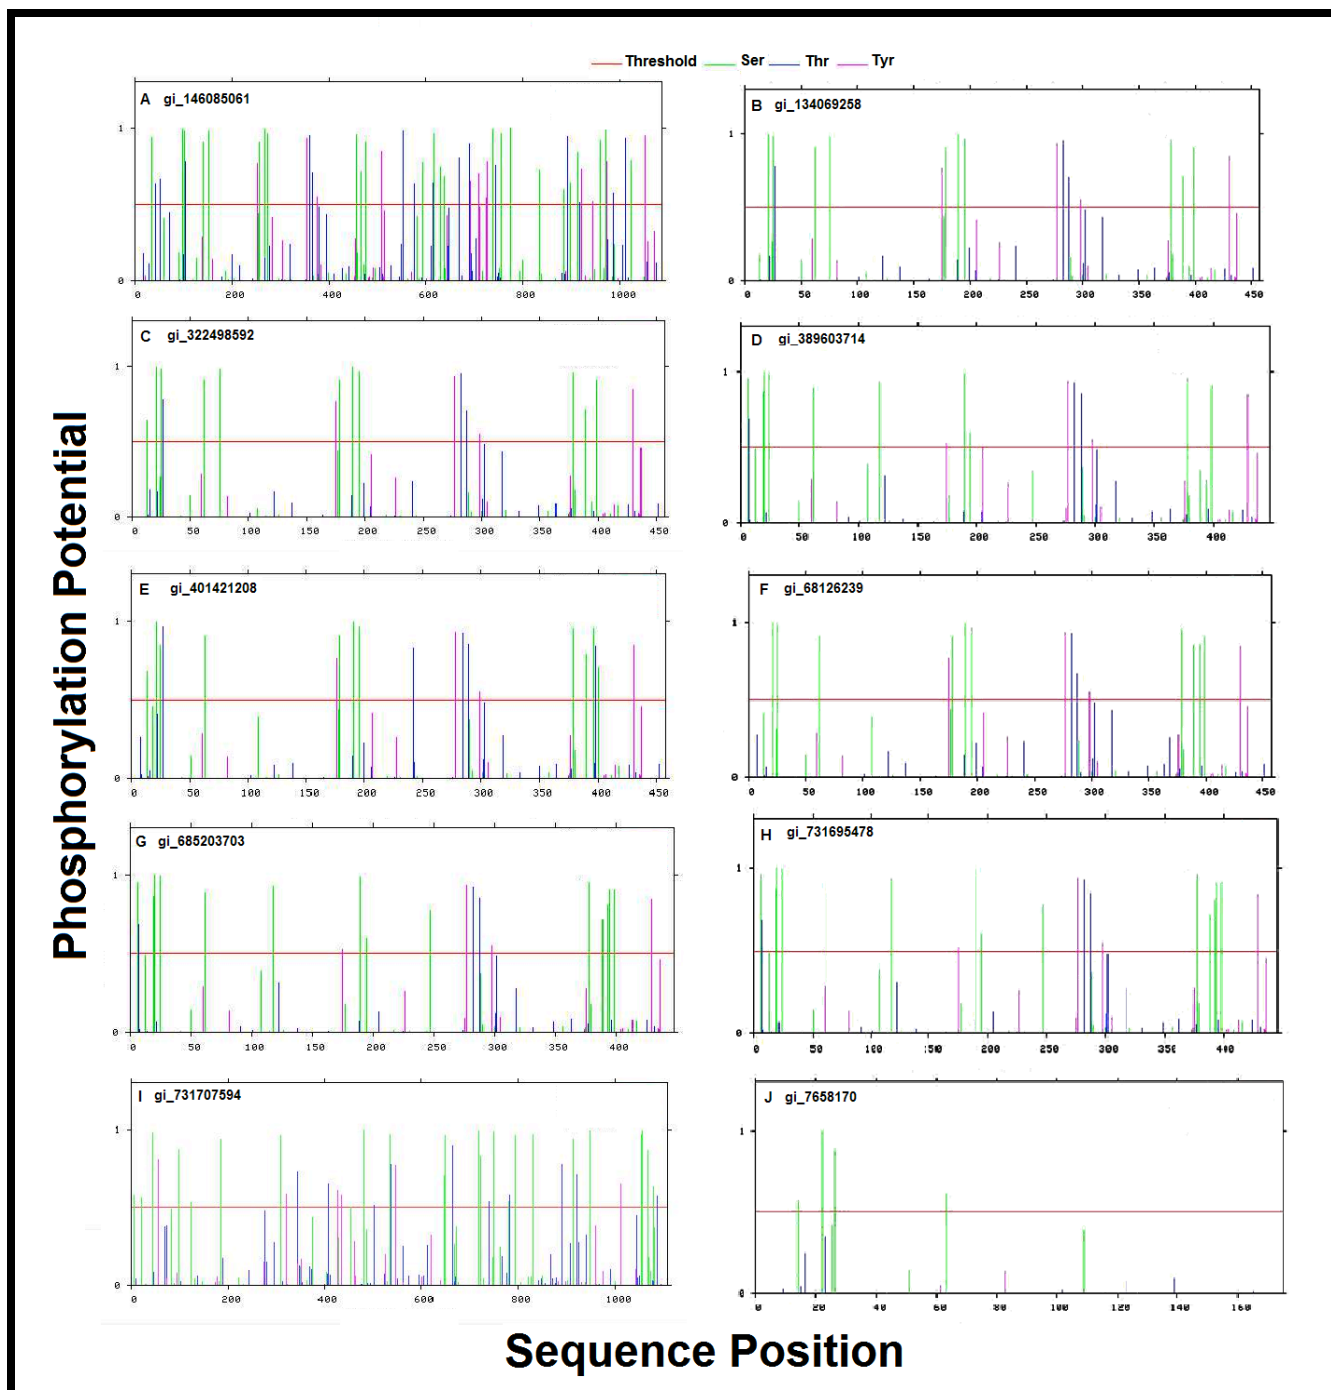 Threshold Ser Thr Tyr
A gi_146085061
1
0
0 200 400 600 800 1000
B gi_134069258
1
0
0 50 100 150 200 250 300 350 400 450
C gi_322498592
1
0
0 50 100 150 200 250 300 350 400 450
D gi_389603714
1
0
0 50 100 150 200 250 300 350 400
E gi_401421208
1
0
0 50 100 150 200 250 300 350 400 450
F gi_68126239
1
0
0 50 100 150 200 250 300 350 400 450
G gi_685203703
1
0
0 50 100 150 200 250 300 350 400
H gi_731695478
1
0
0 50 100 150 200 250 300 350 400
I gi_731707594
1
0
0 200 400 600 800 1000
J gi_7658170
1
0
0 20 40 60 80 100 120 140 160
Phosphorylation Potential
Sequence Position